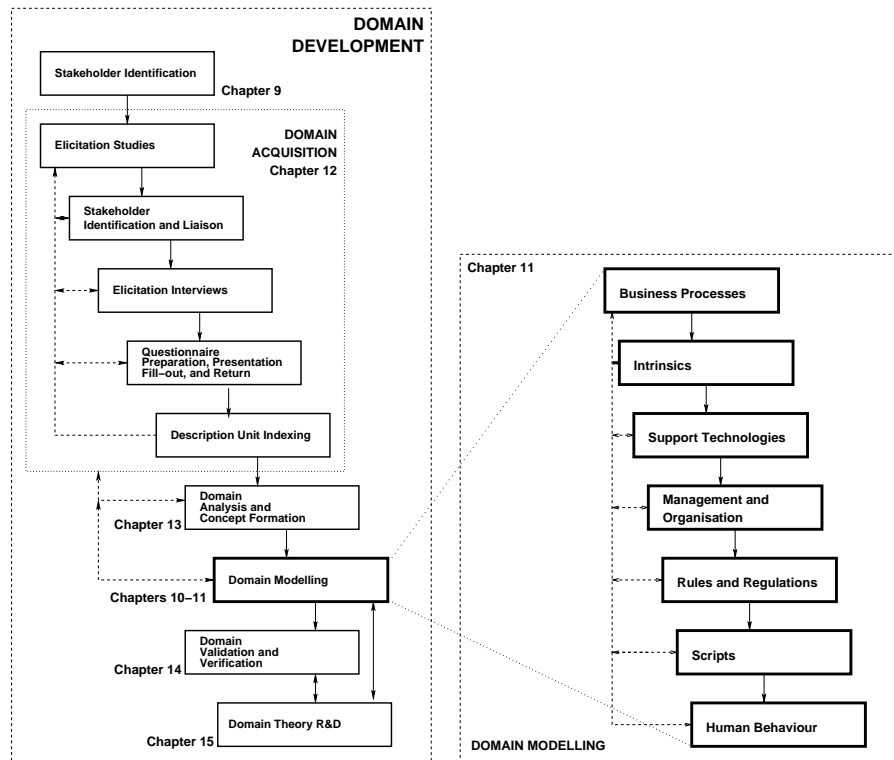 DOMAIN
DEVELOPMENT
Stakeholder Identification
Chapter 9
DOMAIN
ACQUISITION
Chapter 12
Elicitation Studies
Stakeholder
Identification and Liaison
Elicitation Interviews
Questionnaire
Preparation, Presentation
Fill−out, and Return
Description Unit Indexing
Domain
Analysis and
Concept Formation
Chapter 13
Domain Modelling
Chapters 10−11
Domain
Validation and
Verification
Chapter 14
Domain Theory R&D
Chapter 15
Chapter 11
Business Processes
Intrinsics
Support Technologies
Management and
Organisation
Rules and Regulations
Scripts
Human Behaviour
DOMAIN MODELLING